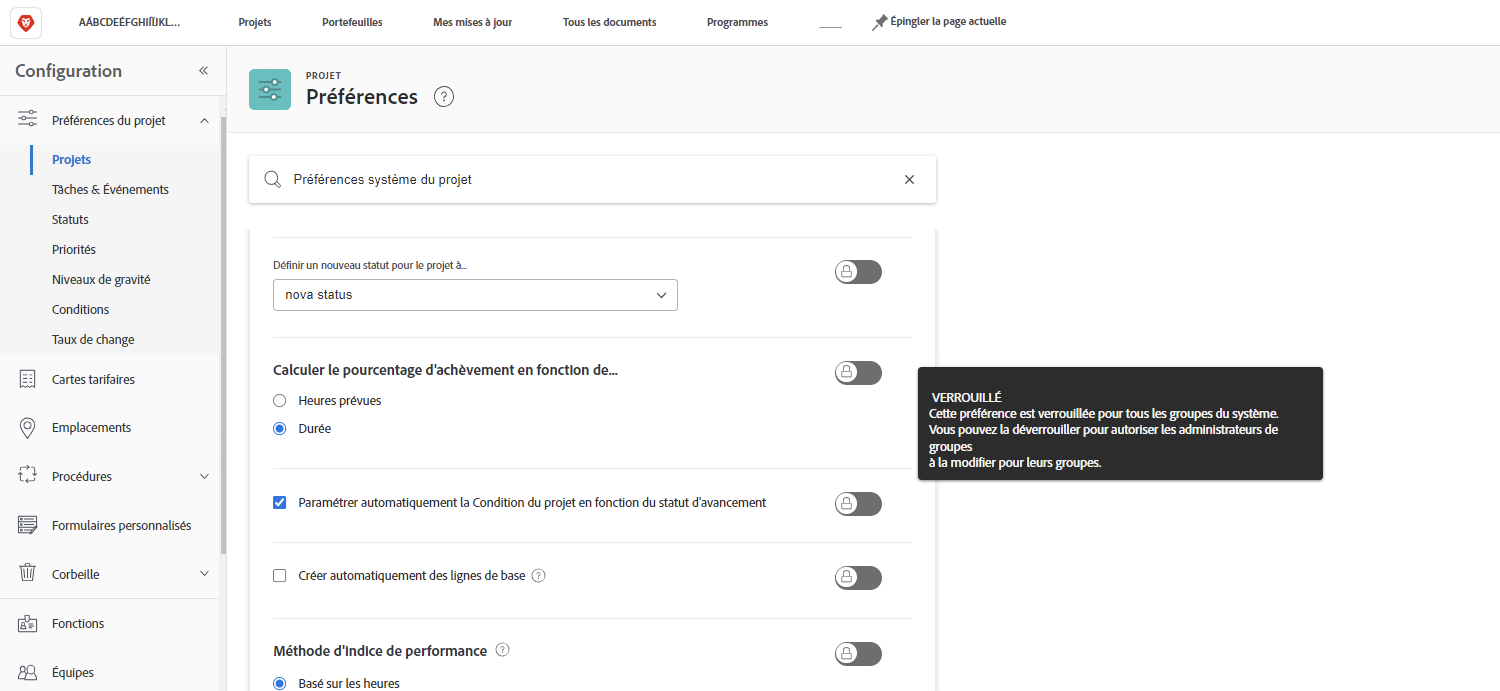 AÁBCDEÉFGHIÍĬJKL... Projets Portefeuilles Mes mises à jour Tous les documents Programmes ____ Épingler la page actuelle
Configuration «
Préférences du projet
Projets
Tâches & Événements
Statuts
Priorités
Niveaux de gravité
Conditions
Taux de change
Cartes tarifaires
Emplacements
Procédures
Formulaires personnalisés
Corbeille
Fonctions
Équipes
PROJET
Préférences ?
Préférences système du projet
Définir un nouveau statut pour le projet à...
nova status
Calculer le pourcentage d'achèvement en fonction de...
Heures prévues
Durée
VERROUILLÉ
Cette préférence est verrouillée pour tous les groupes du système.
Vous pouvez la déverrouiller pour autoriser les administrateurs de
groupes
à la modifier pour leurs groupes.
Paramétrer automatiquement la Condition du projet en fonction du statut d'avancement
Créer automatiquement des lignes de base ?
Méthode d'indice de performance ?
Basé sur les heures